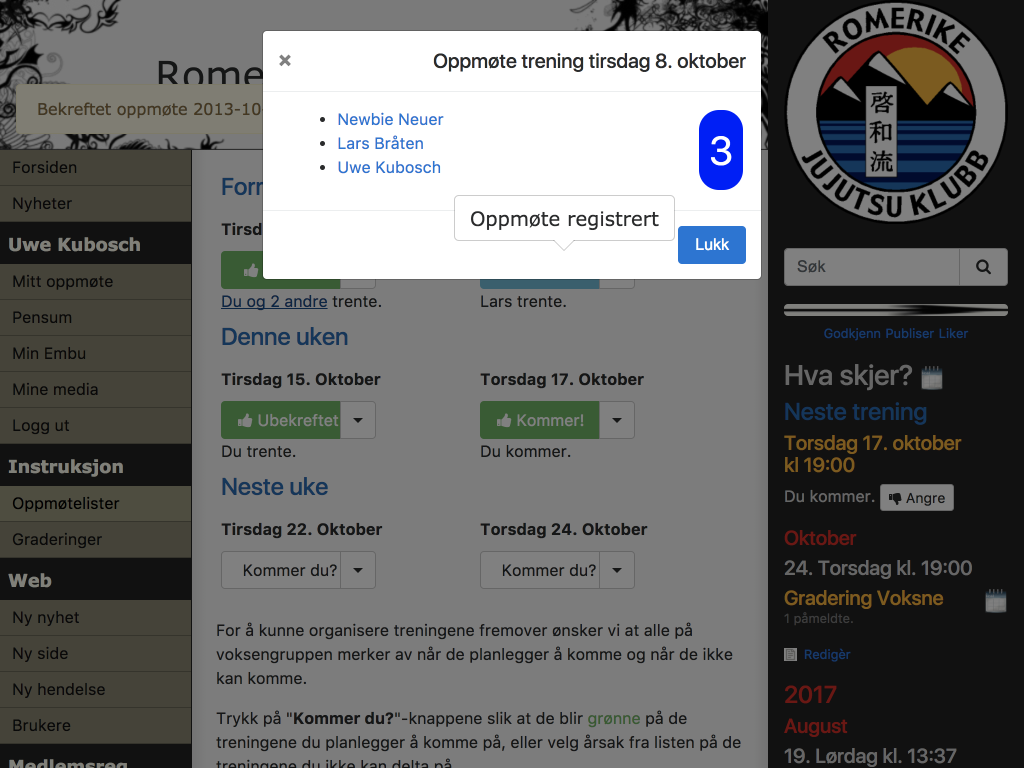 Rome
Bekreftet oppmøte 2013-10
×
Oppmøte trening tirsdag 8. oktober
Newbie Neuer
Lars Bråten
Uwe Kubosch
3
Oppmøte registrert
Lukk
Forsiden
Nyheter
Uwe Kubosch
Mitt oppmøte
Pensum
Min Embu
Mine media
Logg ut
Instruksjon
Oppmøtelister
Graderinger
Web
Ny nyhet
Ny side
Ny hendelse
Brukere
Medlemsreg
Forr
Tirsd
Du og 2 andre trente.
Lars trente.
Denne uken
Tirsdag 15. Oktober
Torsdag 17. Oktober
Ubekreftet
Kommer!
Du trente.
Du kommer.
Neste uke
Tirsdag 22. Oktober
Torsdag 24. Oktober
Kommer du?
Kommer du?
For å kunne organisere treningene fremover ønsker vi at alle på
voksengruppen merker av når de planlegger å komme og når de ikke
kan komme.
Trykk på "Kommer du?"-knappene slik at de blir grønne på de
treningene du planlegger å komme på, eller velg årsak fra listen på de
treningene du ikke kan delta på.
ROMERIKE
啓和流
JUJUTSU KLUBB
Søk
Godkjenn Publiser Liker
Hva skjer?
Neste trening
Torsdag 17. oktober
kl 19:00
Du kommer. Angre
Oktober
24. Torsdag kl. 19:00
Gradering Voksne
1 påmeldte.
Redigèr
2017
August
19. Lørdag kl. 13:37